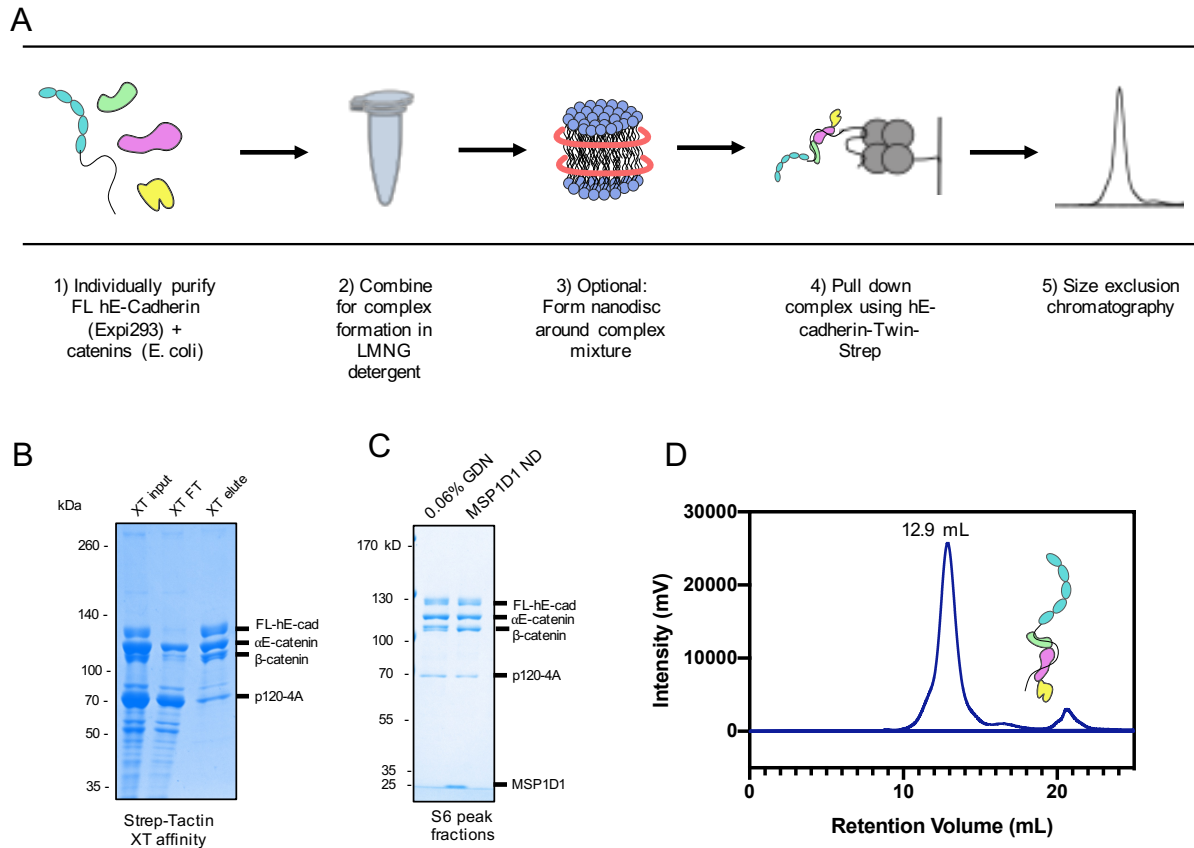 A
1) Individually purify
FL hE-Cadherin
(Expi293) +
catenins (E. coli)
2) Combine
for complex
formation in
LMNG
detergent
3) Optional:
Form nanodisc
around complex
mixture
4) Pull down
complex using hE-
cadherin-Twin-
Strep
5) Size exclusion
chromatography
B
kDa
XT input
XT FT
XT elute
260 -
140 -
100 -
70 -
50 -
35 -
FL-hE-cad
αE-catenin
β-catenin
p120-4A
Strep-Tactin
XT affinity
C
0.06% GDN
MSP1D1 ND
170 kD -
130 -
100 -
70 -
55 -
35 -
25 -
FL-hE-cad
αE-catenin
β-catenin
p120-4A
MSP1D1
S6 peak
fractions
D
12.9 mL
30000
20000
10000
0
Intensity (mV)
0
10
20
Retention Volume (mL)